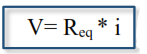 V= Req * i